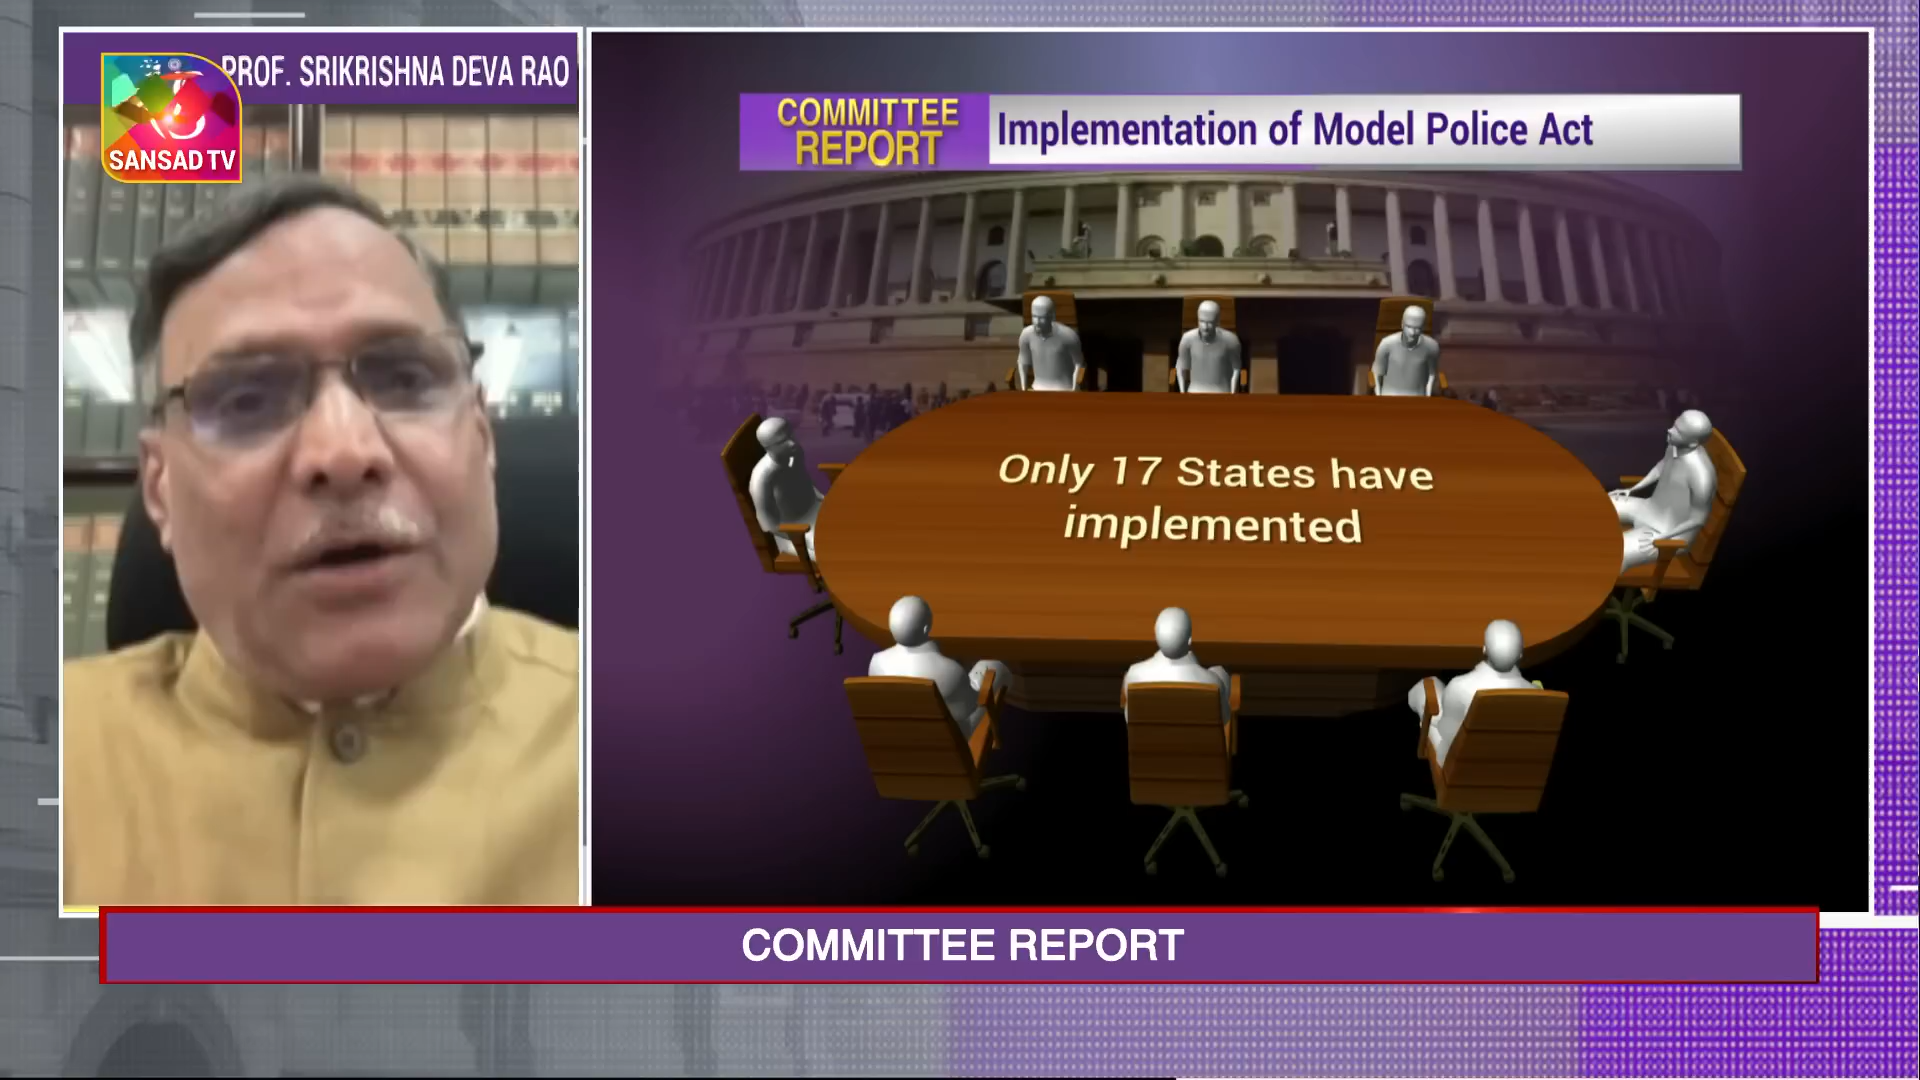 PROF. SRIKRISHNA DEVA RAO
SANSAD TV
COMMITTEE
REPORT
Implementation of Model Police Act
Only 17 States have
implemented
COMMITTEE REPORT